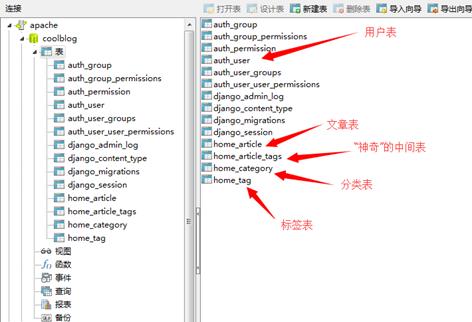 连接
打开表 设计表 新建表 删除表 导入向导 导出向导
apache
coolblog
表
auth_group
auth_group_permissions
auth_permission
auth_user
auth_user_groups
auth_user_user_permissions
django_admin_log
django_content_type
django_migrations
django_session
home_article
home_article_tags
home_category
home_tag
视图
函数
事件
查询
报表
备份
auth_group
auth_group_permissions
auth_permission
auth_user
auth_user_groups
auth_user_user_permissions
django_admin_log
django_content_type
django_migrations
django_session
home_article
home_article_tags
home_category
home_tag
用户表
文章表
“神奇”的中间表
分类表
标签表